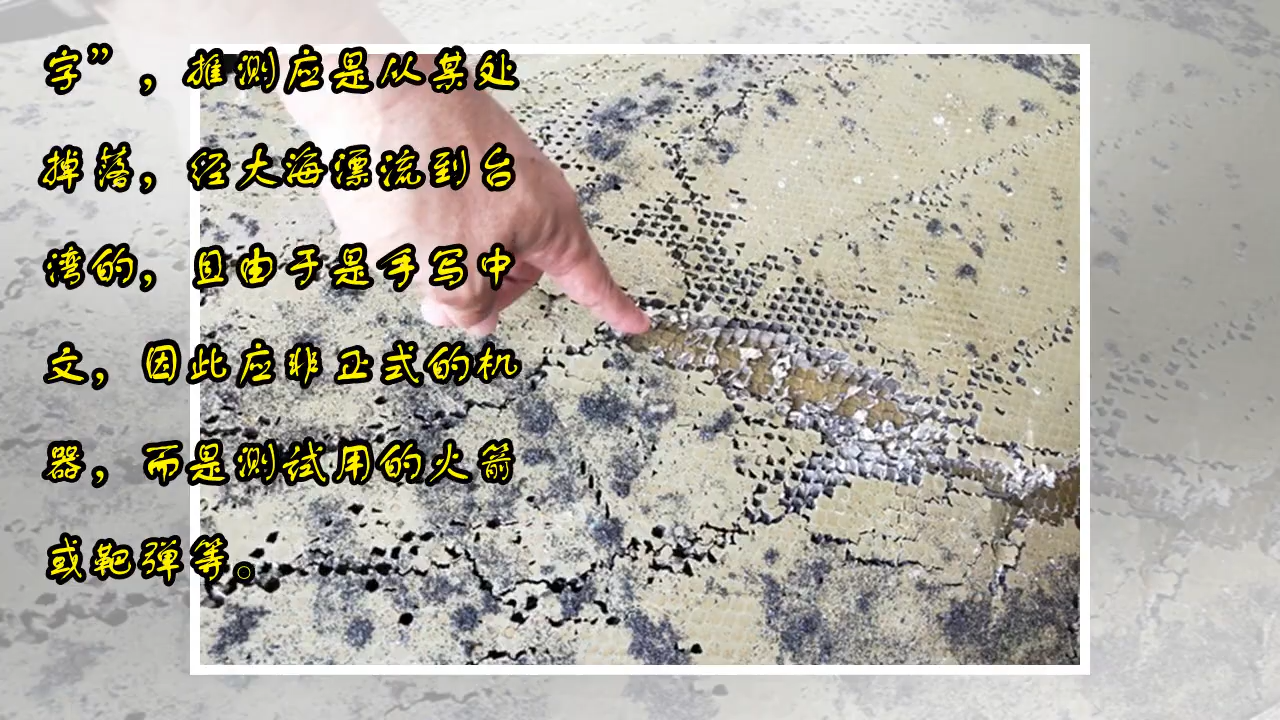 字”，推测应是从某处
掉落，经大海漂流到台
湾的，且由于是手写中
文，因此应非正式的机
器，而是测试用的火箭
或靶弹等。